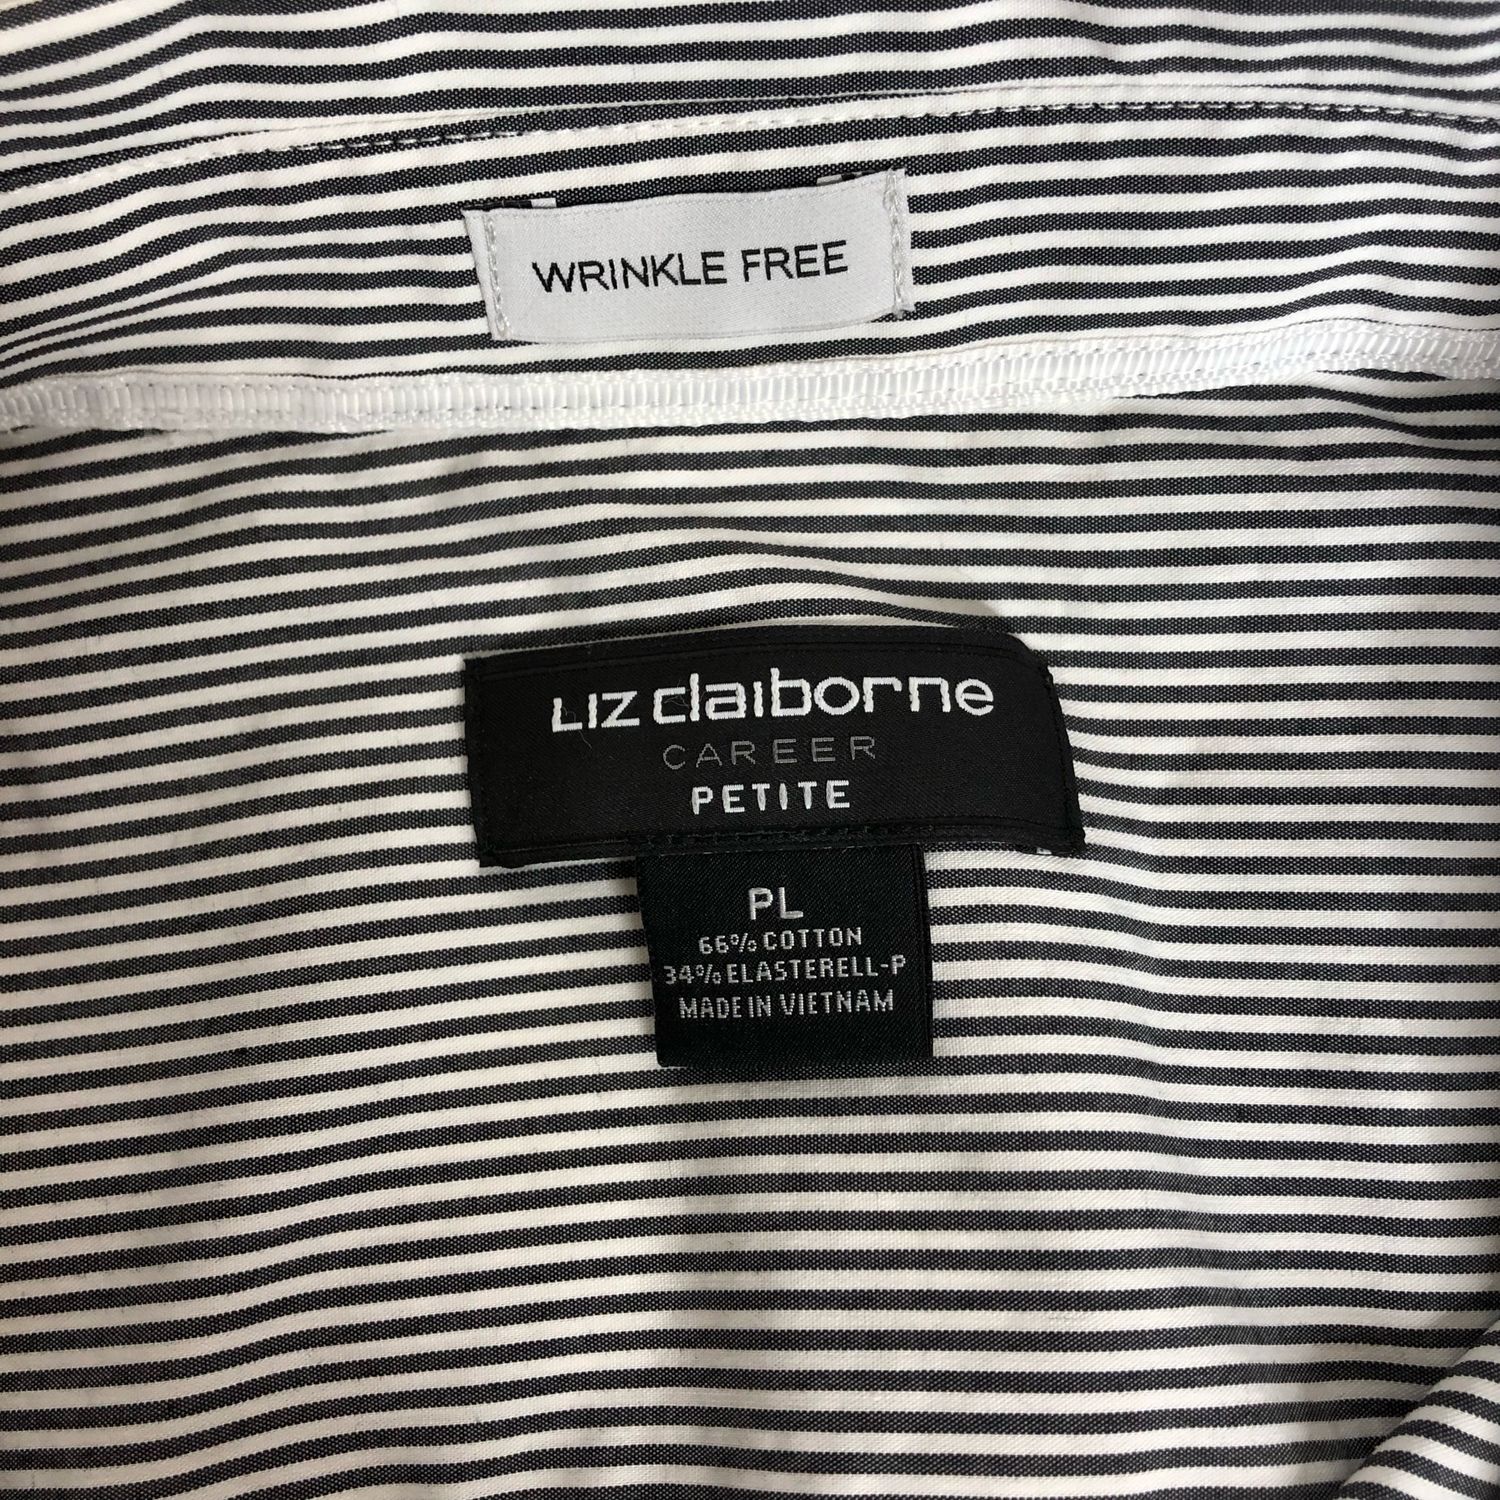 WRINKLE FREE
LIZ claiborne
CAREER
PETITE
PL
66% COTTON
34% ELASTERELL-P
MADE IN VIETNAM